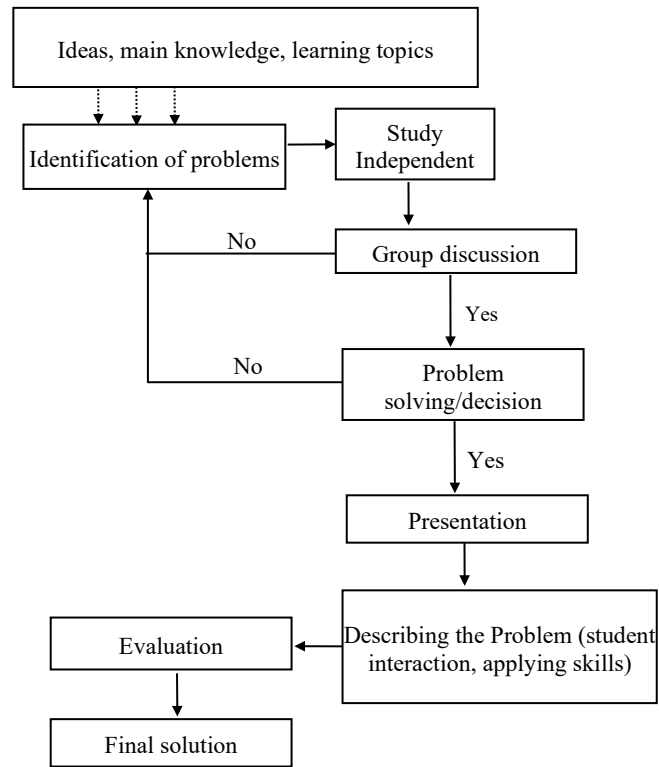 Ideas, main knowledge, learning topics
Identification of problems
Study
Independent
No
Group discussion
Yes
No
Problem
solving/decision
Yes
Presentation
Describing the Problem (student
interaction, applying skills)
Evaluation
Final solution